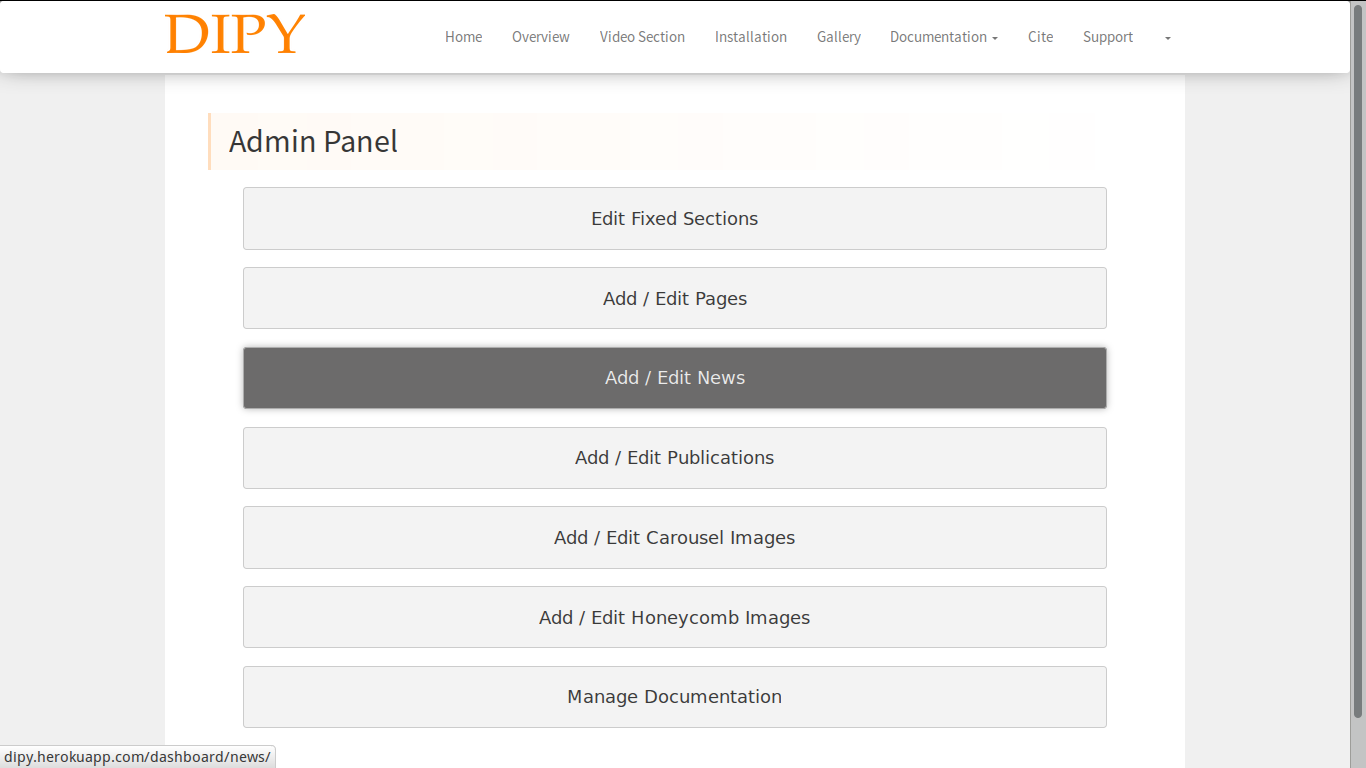 DIPY
Home Overview Video Section Installation Gallery Documentation Cite Support
Admin Panel
Edit Fixed Sections
Add / Edit Pages
Add / Edit News
Add / Edit Publications
Add / Edit Carousel Images
Add / Edit Honeycomb Images
Manage Documentation
dipy.herokuapp.com/dashboard/news/